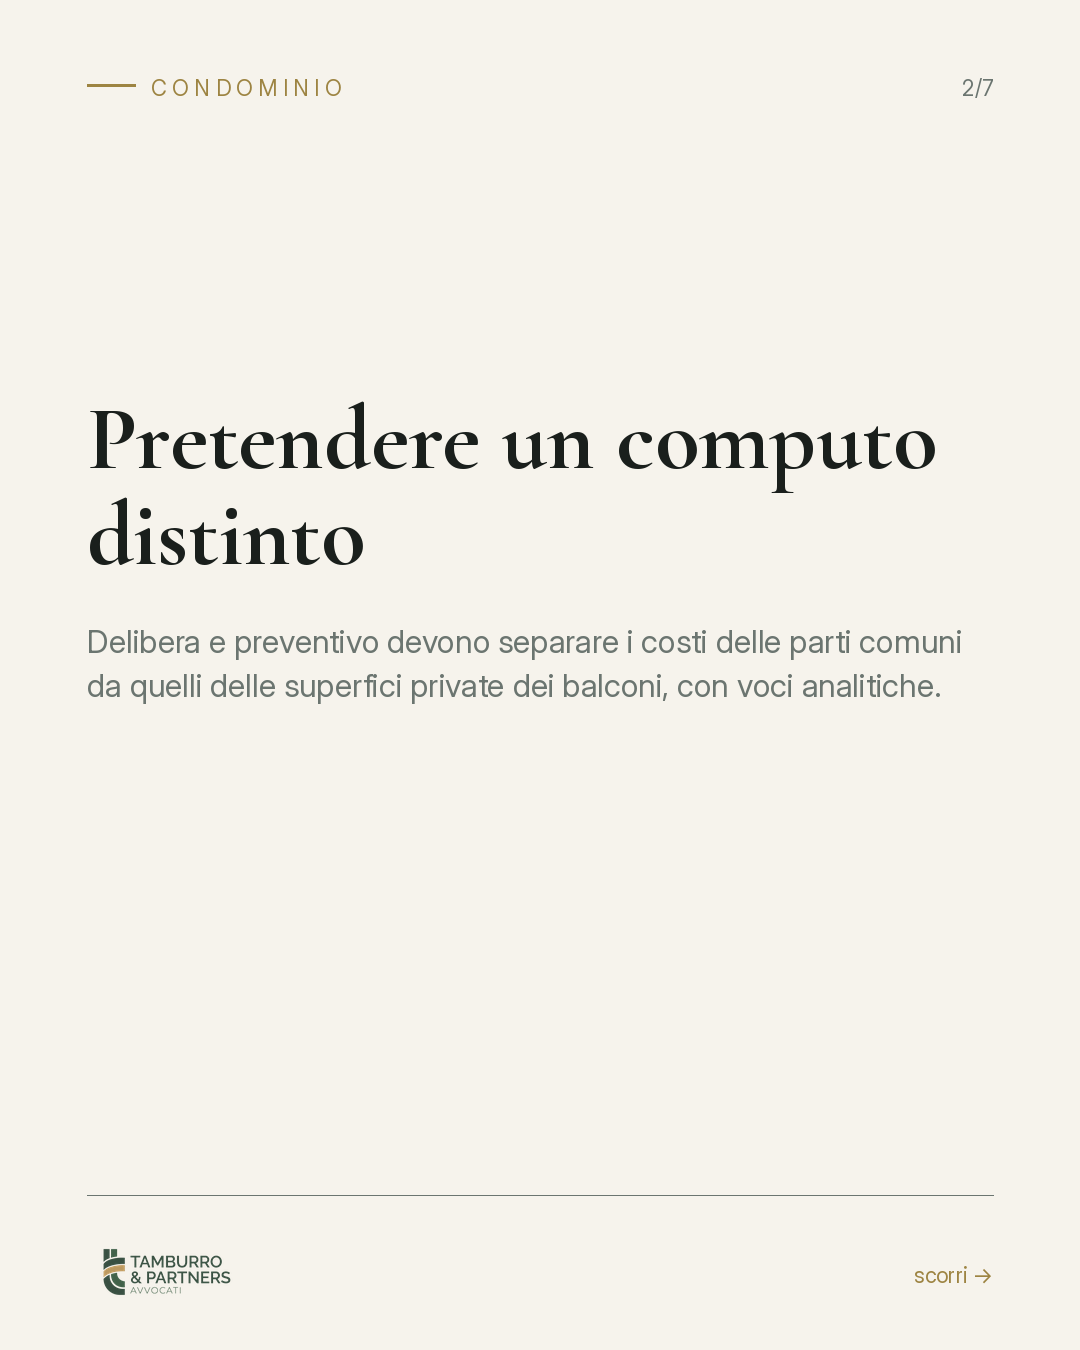 CONDOMINIO
2/7
Pretendere un computo
distinto
Delibera e preventivo devono separare i costi delle parti comuni
da quelli delle superfici private dei balconi, con voci analitiche.
TAMBURRO
& PARTNERS
AVVOCATI
scorri →